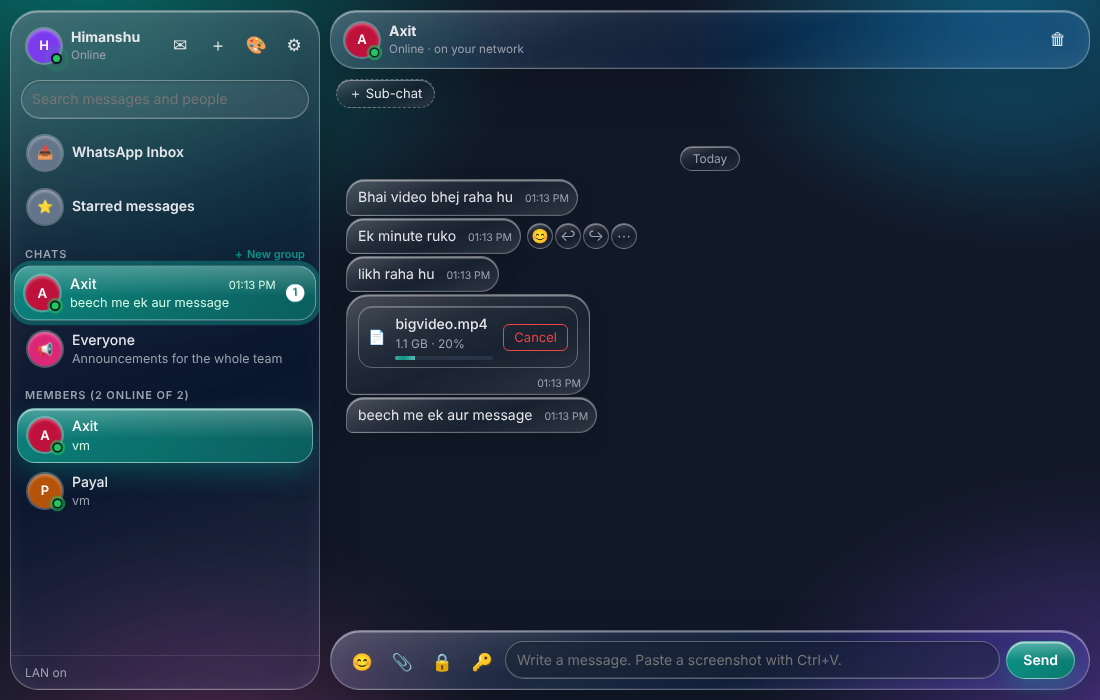 H
Himanshu
Online
Search messages and people
WhatsApp Inbox
Starred messages
CHATS
+ New group
A
Axit
01:13 PM
beech me ek aur message
1
Everyone
Announcements for the whole team
MEMBERS (2 ONLINE OF 2)
A
Axit
vm
P
Payal
vm
LAN on
A
Axit
Online · on your network
+ Sub-chat
Today
Bhai video bhej raha hu 01:13 PM
Ek minute ruko 01:13 PM
likh raha hu 01:13 PM
bigvideo.mp4
1.1 GB · 20%
Cancel
01:13 PM
beech me ek aur message 01:13 PM
Write a message. Paste a screenshot with Ctrl+V.
Send